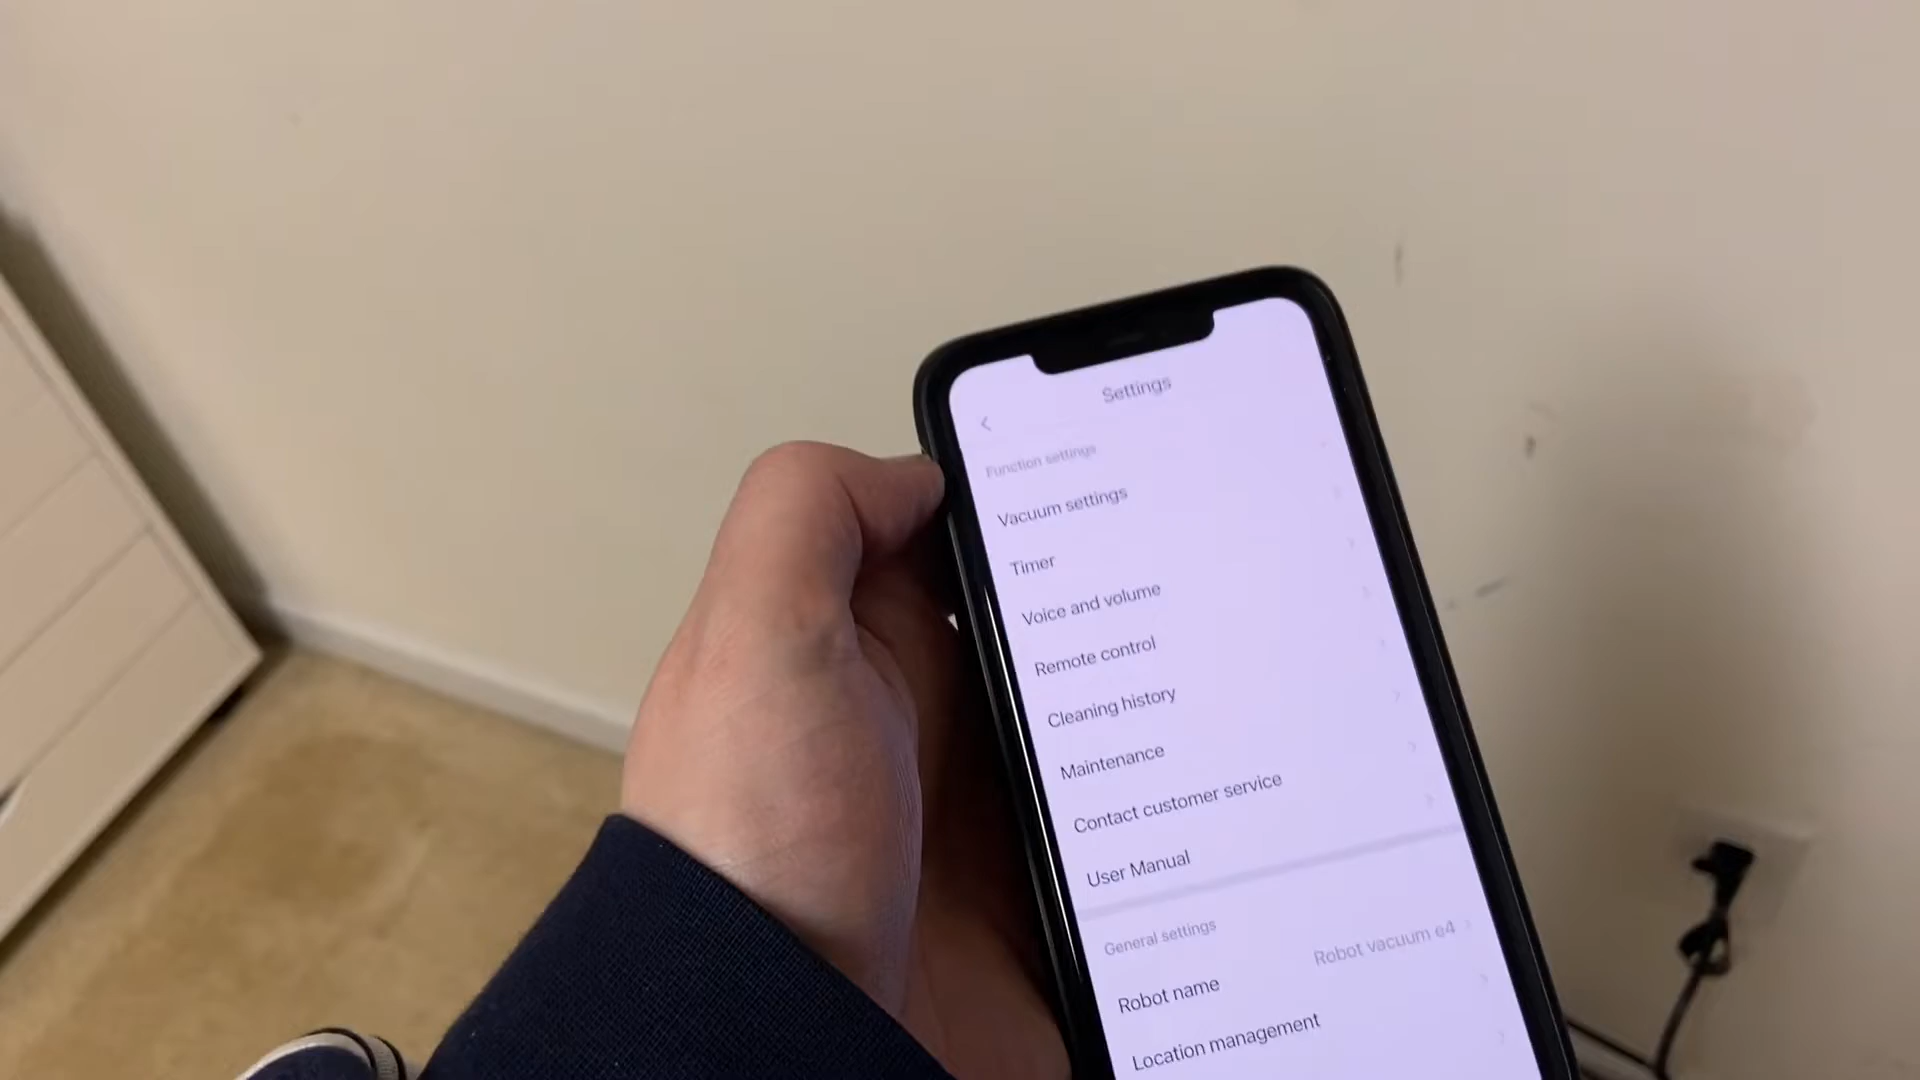 Settings
Function settings
Vacuum settings
Timer
Voice and volume
Remote control
Cleaning history
Maintenance
Contact customer service
User Manual
General settings
Robot name Robot vacuum e4
Location management